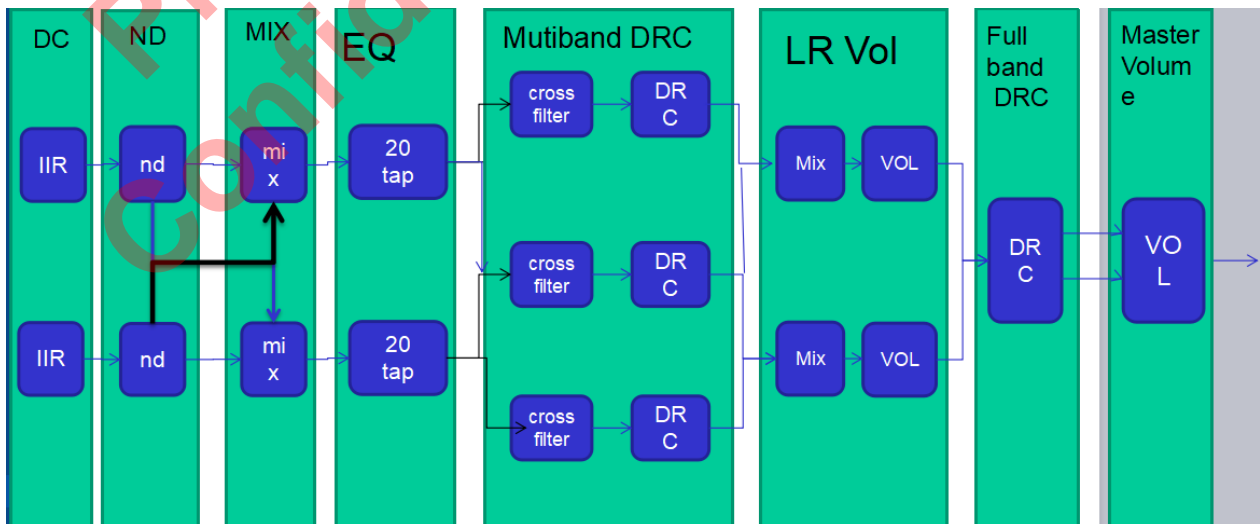 DC
ND
MIX
EQ
Mutiband DRC
LR Vol
Full
band
DRC
Master
Volum
e
IIR
nd
mi
x
20
tap
cross
filter
DR
C
Mix
VOL
cross
filter
DR
C
DR
C
VO
L
IIR
nd
mi
x
20
tap
Mix
VOL
cross
filter
DR
C
Confid